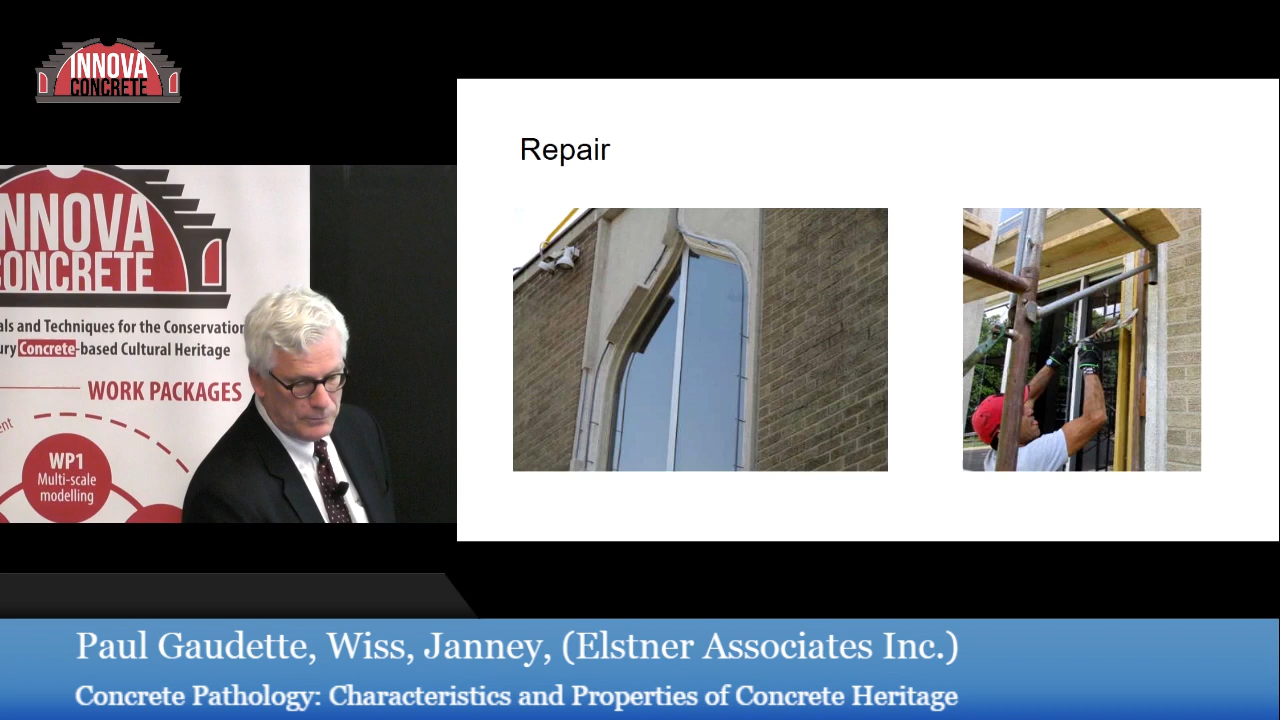 INNOVA
CONCRETE
Repair
NNOVA
ONCRETE
als and Techniques for the Conservation
ury Concrete-based Cultural Heritage
WORK PACKAGES
ent
WP1
Multi-scale
modelling
Paul Gaudette, Wiss, Janney, (Elstner Associates Inc.)
Concrete Pathology: Characteristics and Properties of Concrete Heritage